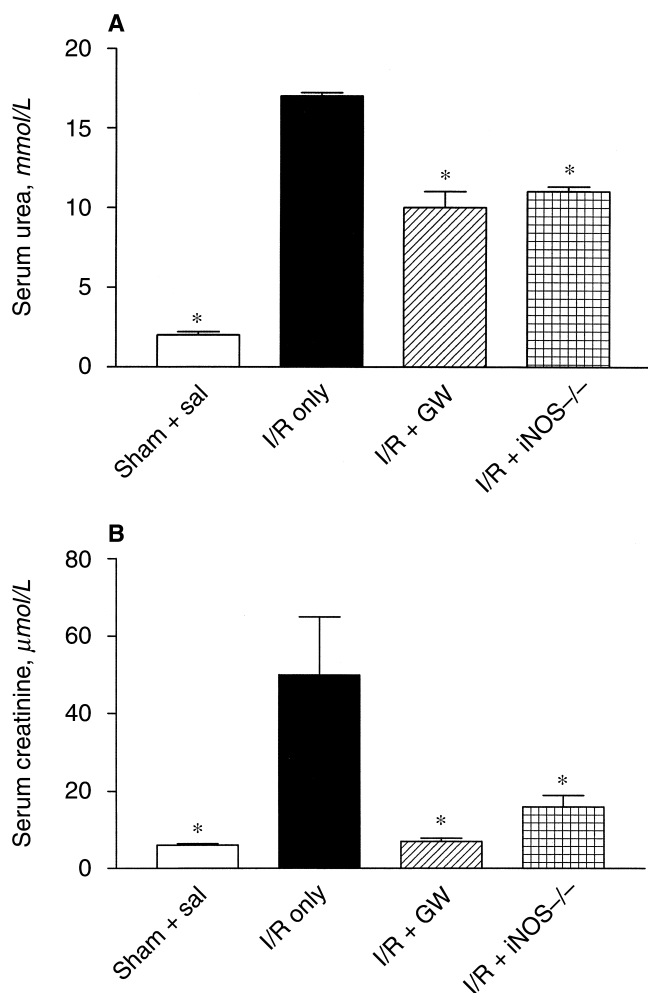 A
Serum urea, mmol/L
20
15
10
5
0
*
*
*
Sham + sal
I/R only
I/R + GW
I/R + iNOS–/–
B
Serum creatinine, μmol/L
80
60
40
20
0
*
*
*
Sham + sal
I/R only
I/R + GW
I/R + iNOS–/–